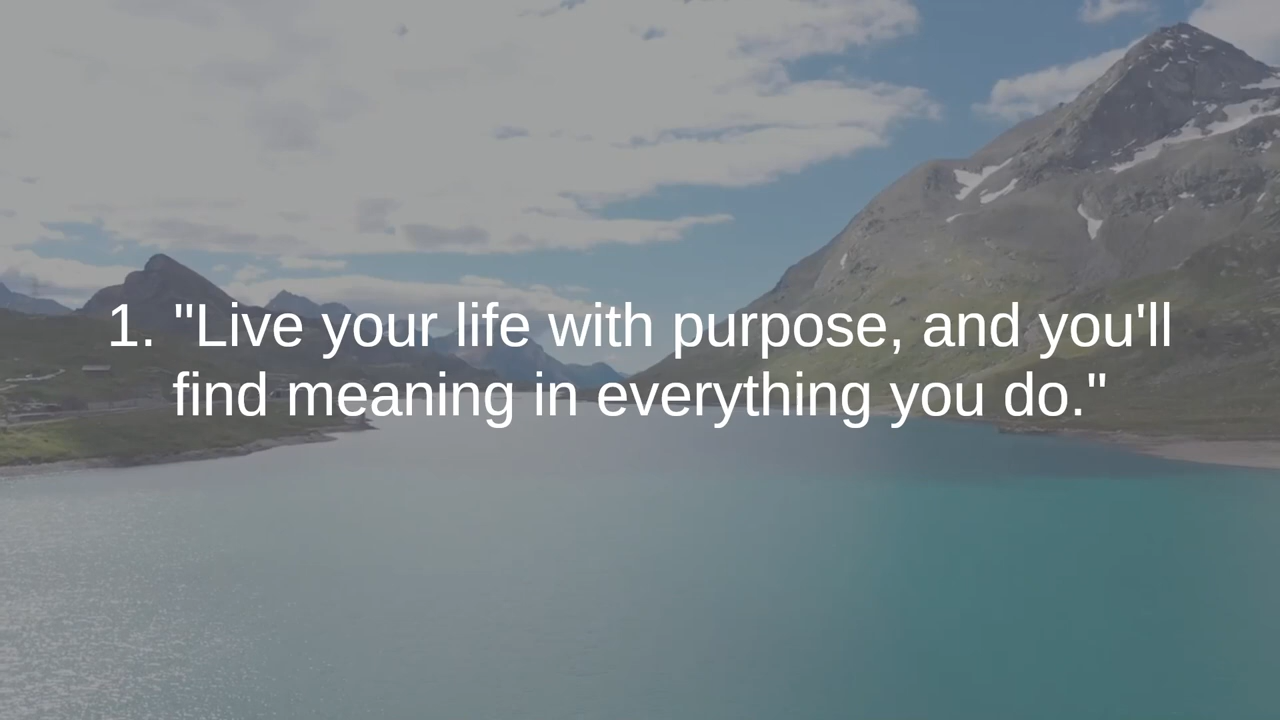 1. "Live your life with purpose, and you'll
find meaning in everything you do."